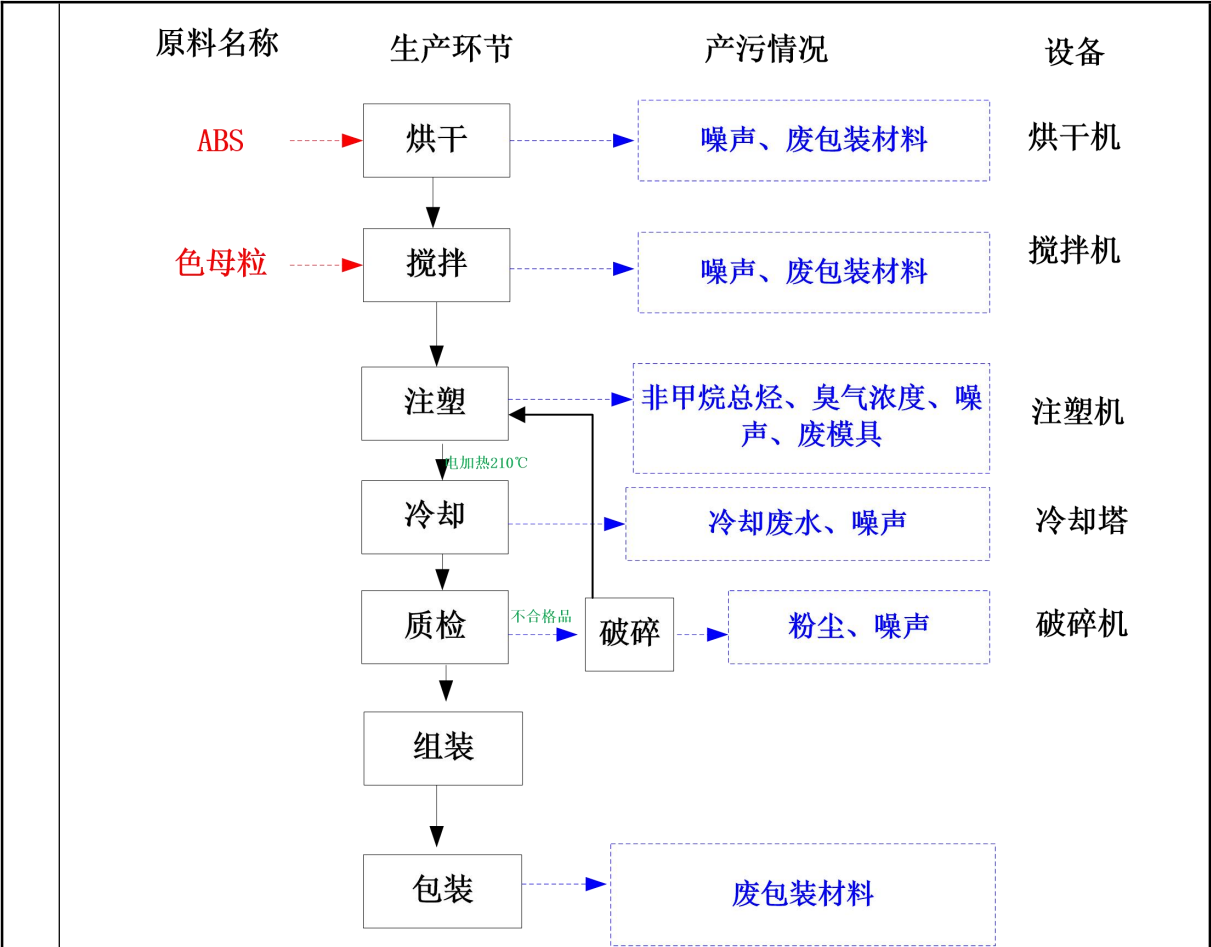 原料名称 生产环节 产污情况 设备
ABS 烘干 噪声、废包装材料 烘干机
色母粒 搅拌 噪声、废包装材料 搅拌机
注塑 非甲烷总烃、臭气浓度、噪
声、废模具 注塑机
电加热210℃
冷却 冷却废水、噪声 冷却塔
质检 不合格品 破碎 粉尘、噪声 破碎机
组装
包装 废包装材料